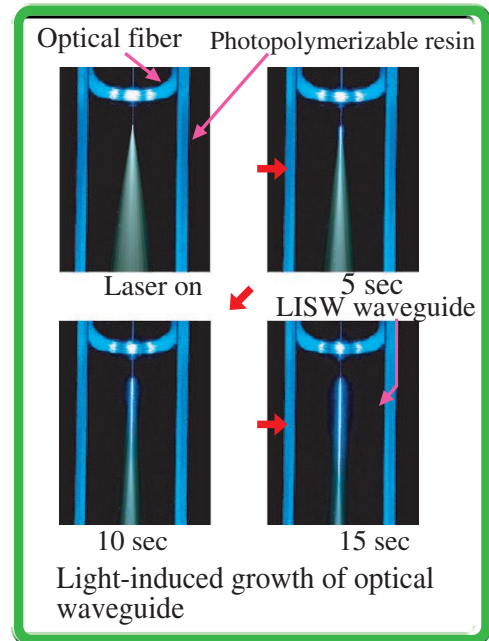 Optical fiber
Photopolymerizable resin
Laser on
5 sec
LISW waveguide
10 sec
15 sec
Light-induced growth of optical
waveguide